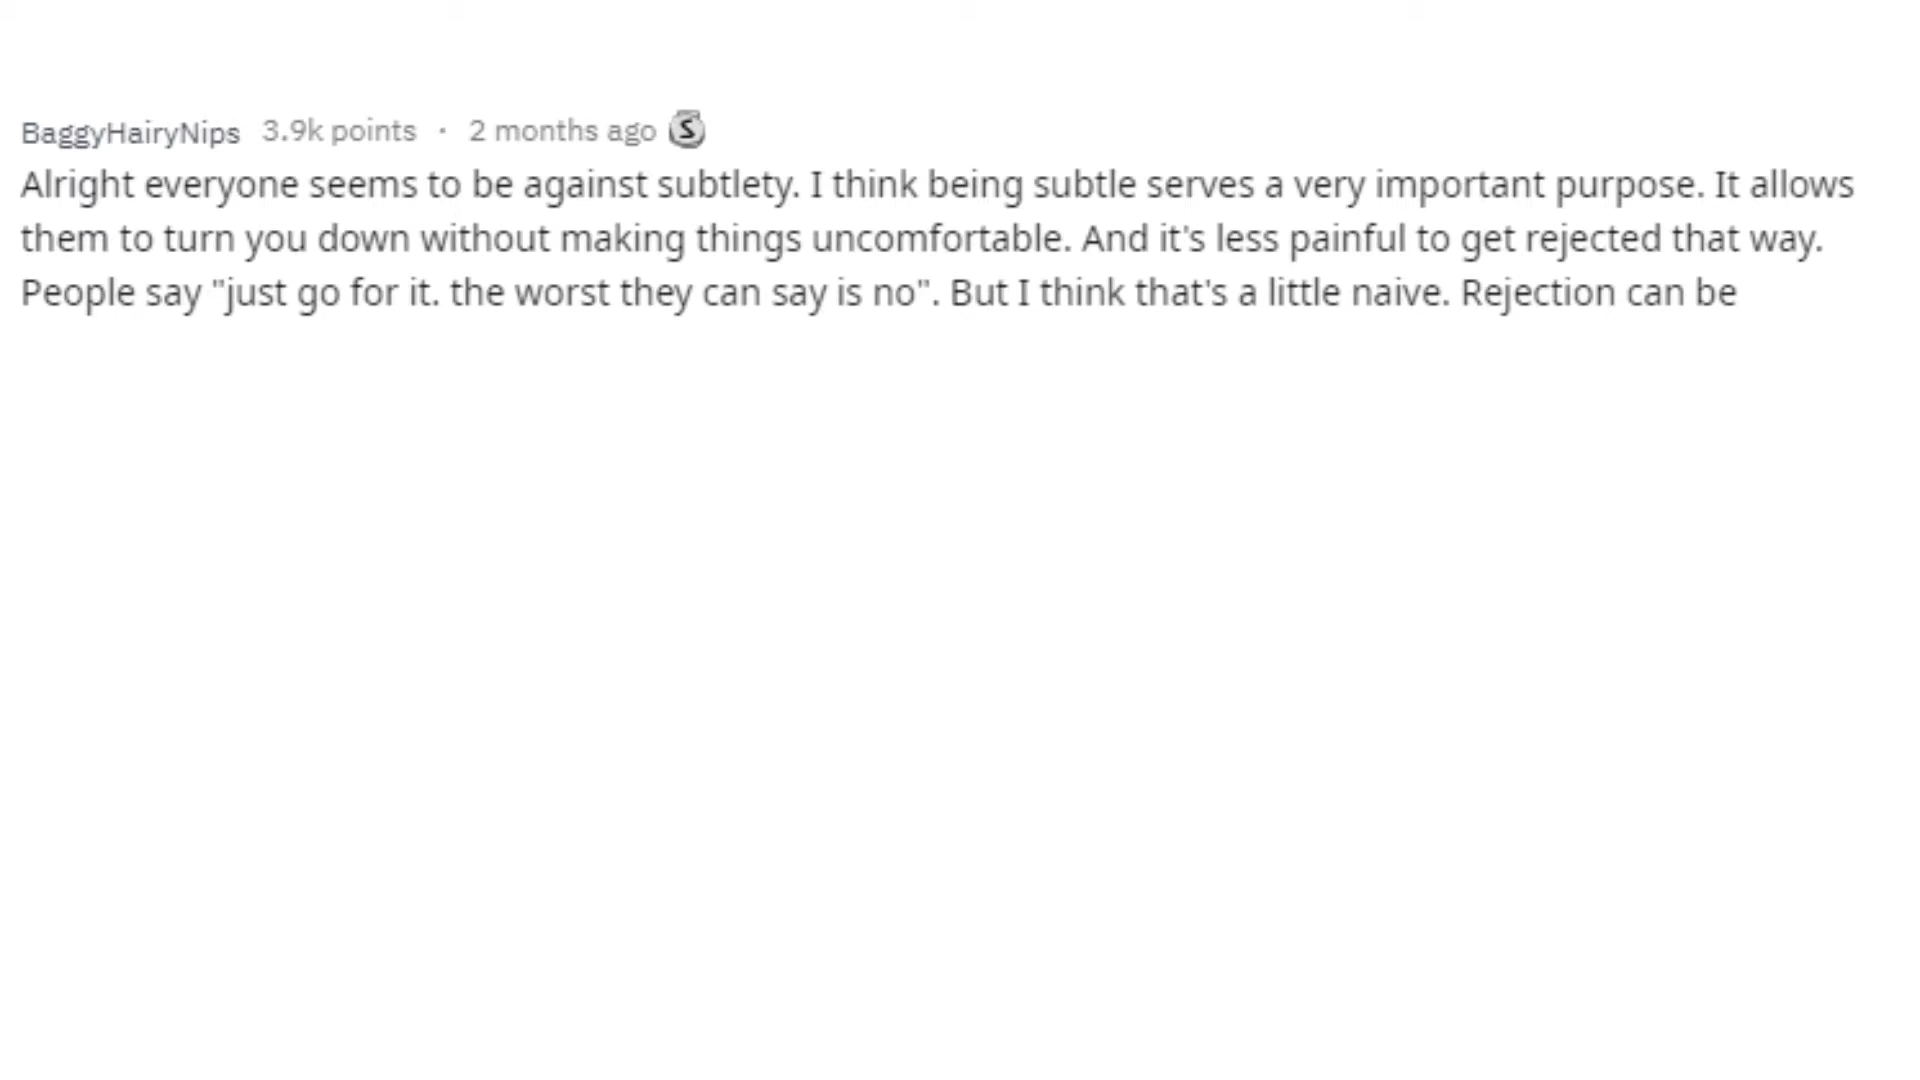 BaggyHairyNips 3.9k points · 2 months ago S
Alright everyone seems to be against subtlety. I think being subtle serves a very important purpose. It allows
them to turn you down without making things uncomfortable. And it's less painful to get rejected that way.
People say "just go for it. the worst they can say is no". But I think that's a little naive. Rejection can be